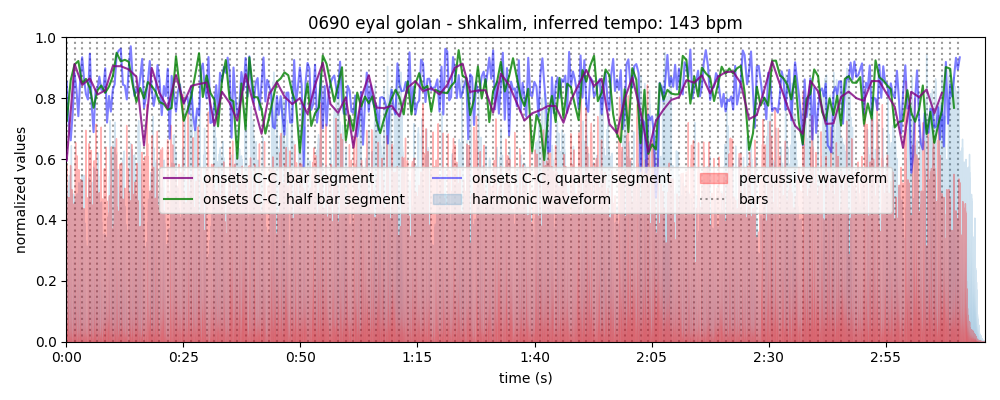 0690 eyal golan - shkalim, inferred tempo: 143 bpm
1.0
0.8
0.6
0.4
0.2
0.0
normalized values
onsets C-C, bar segment
onsets C-C, half bar segment
onsets C-C, quarter segment
harmonic waveform
percussive waveform
bars
0:00 0:25 0:50 1:15 1:40 2:05 2:30 2:55
time (s)